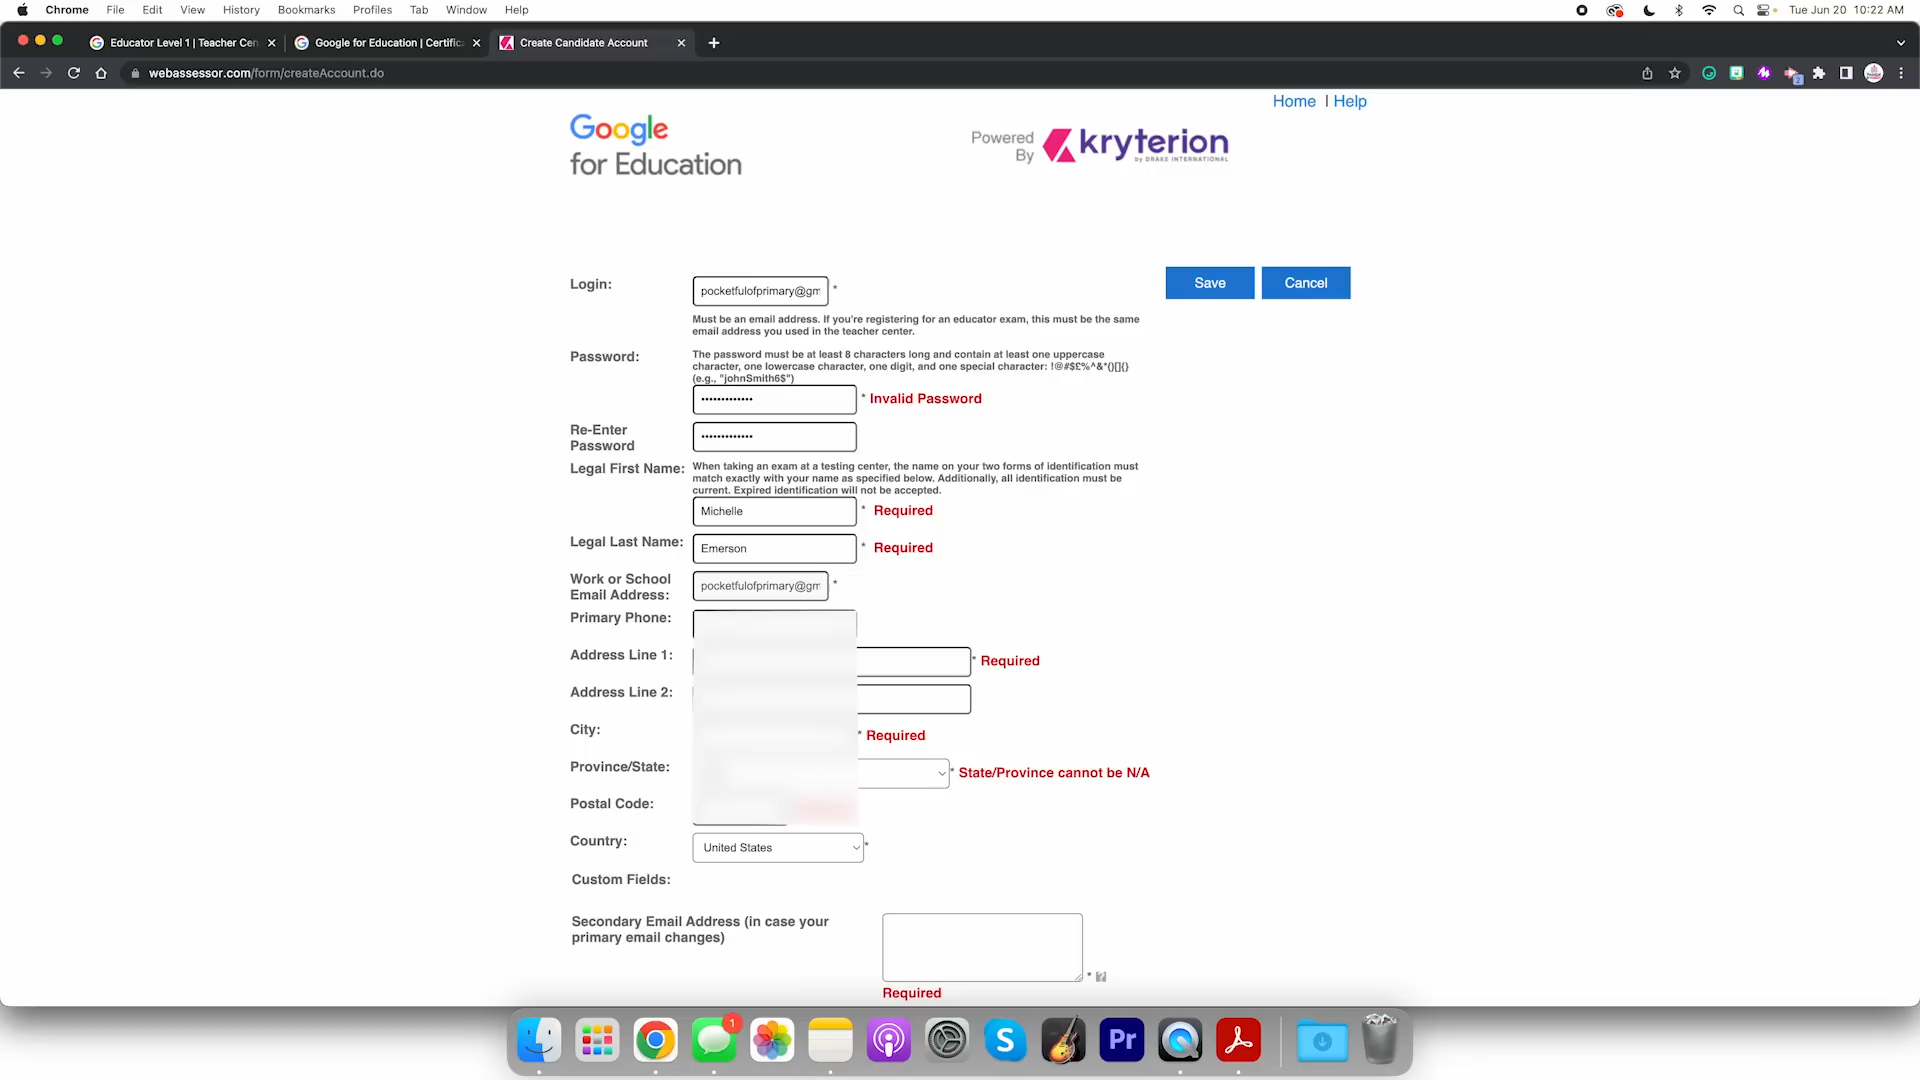 Chrome File Edit View History Bookmarks Profiles Tab Window Help
Tue Jun 20 10:22 AM
Educator Level 1 | Teacher Cen
Google for Education | Certifica
Create Candidate Account
webassessor.com/form/createAccount.do
2
Home | Help
Google
for Education
Powered
By
kryterion
by DRAKE INTERNATIONAL
Login:
pocketfulofprimary@gm *
Save
Cancel
Must be an email address. If you're registering for an educator exam, this must be the same
email address you used in the teacher center.
Password:
The password must be at least 8 characters long and contain at least one uppercase
character, one lowercase character, one digit, and one special character: !@#$£%^&*()[]{}
(e.g., "johnSmith6$")
•••••••••••••
* Invalid Password
Re-Enter
Password
•••••••••••••
Legal First Name:
When taking an exam at a testing center, the name on your two forms of identification must
match exactly with your name as specified below. Additionally, all identification must be
current. Expired identification will not be accepted.
Michelle
* Required
Legal Last Name:
Emerson
* Required
Work or School
Email Address:
pocketfulofprimary@gm *
Primary Phone:
Address Line 1:
* Required
Address Line 2:
City:
* Required
Province/State:
* State/Province cannot be N/A
Postal Code:
Country:
United States
*
Custom Fields:
Secondary Email Address (in case your
primary email changes)
* ?
Required
1
S
Pr